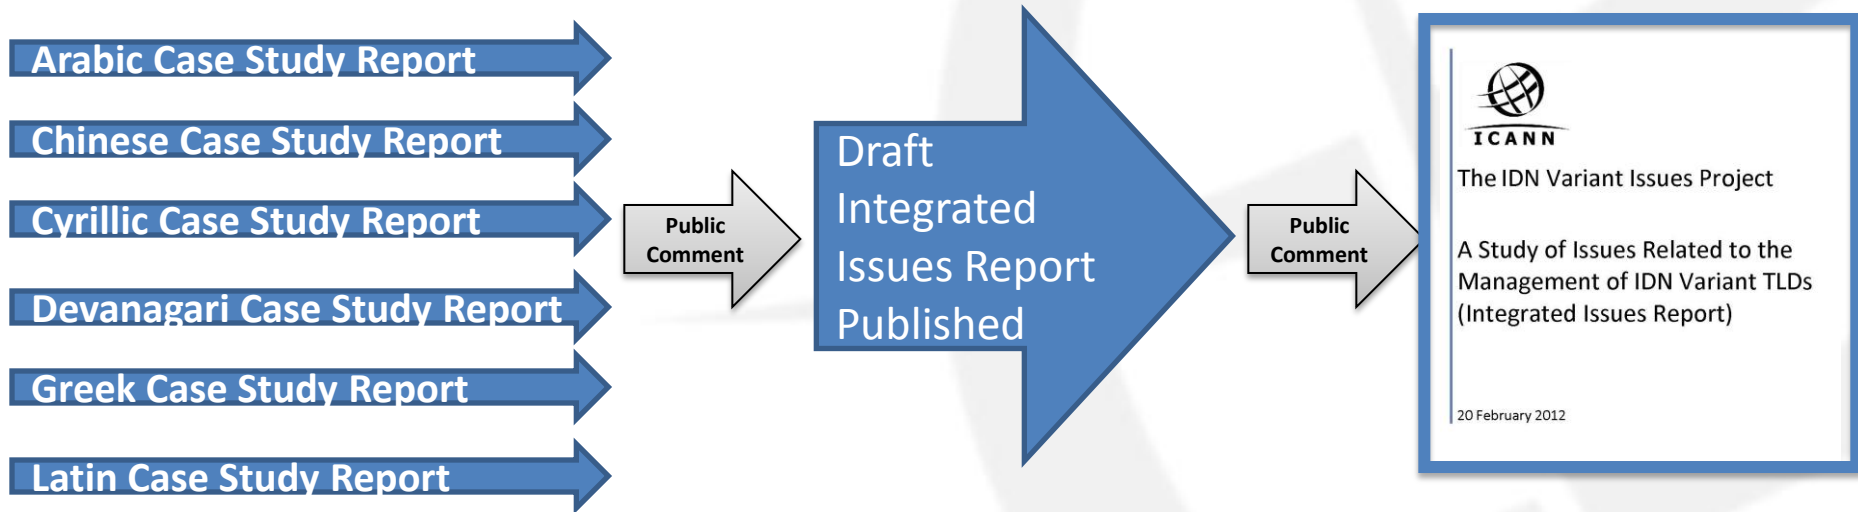 Arabic Case Study Report
Chinese Case Study Report
Cyrillic Case Study Report
Devanagari Case Study Report
Greek Case Study Report
Latin Case Study Report
Public
Comment
Draft
Integrated
Issues Report
Published
Public
Comment
ICANN
The IDN Variant Issues Project
A Study of Issues Related to the
Management of IDN Variant TLDs
(Integrated Issues Report)
20 February 2012